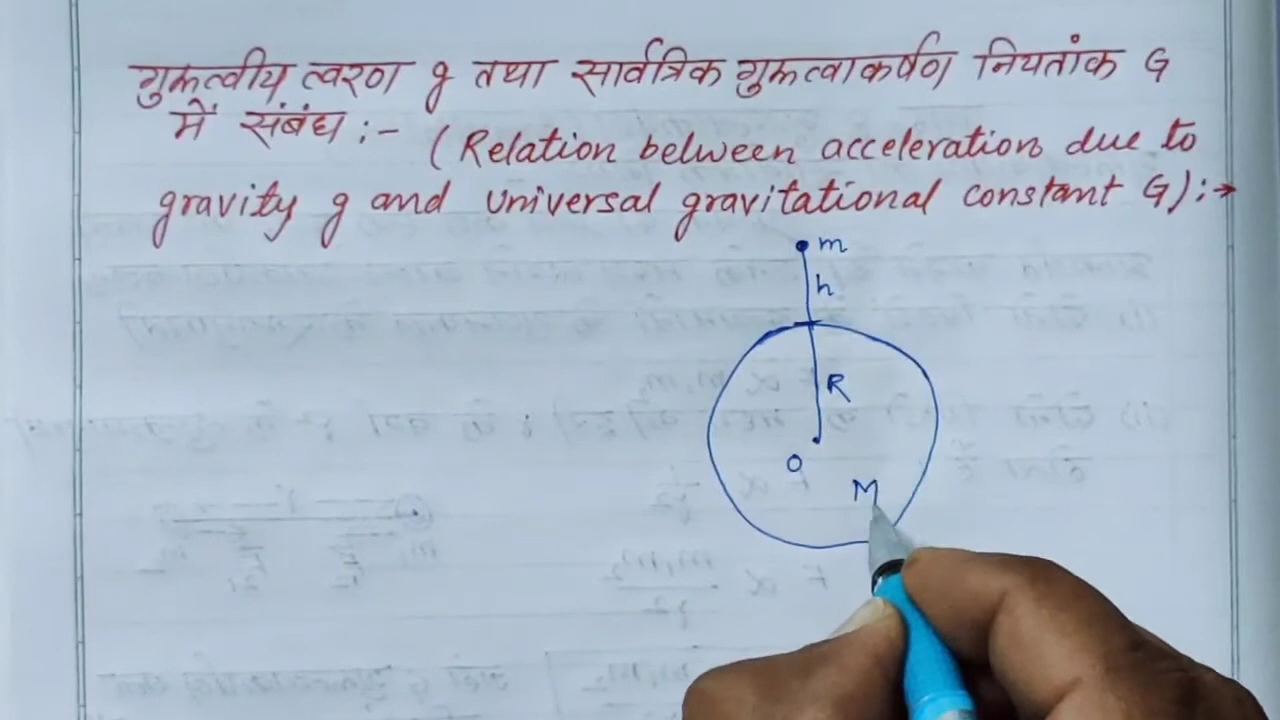 गुरूत्वीय त्वरण g तथा सार्वत्रिक गुरूत्वाकर्षण नियतांक G
में संबंध :-
(Relation between acceleration due to
gravity g and universal gravitational constant G):→
m
h
R
O
M